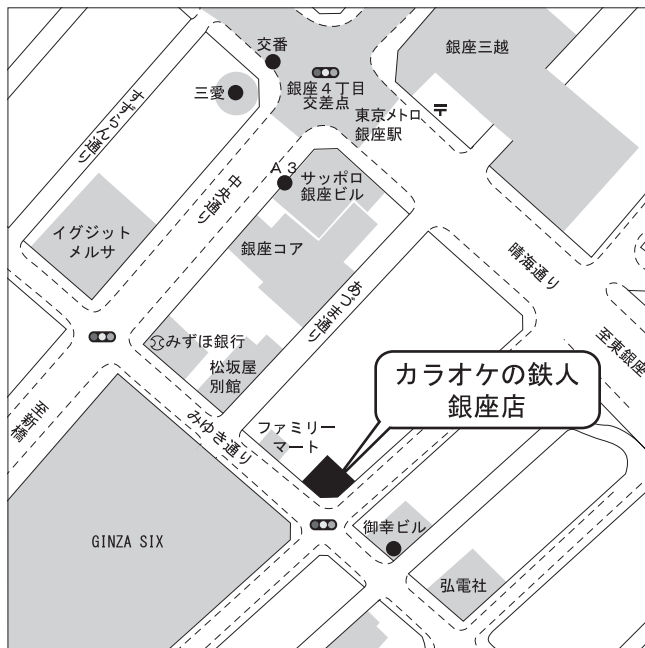 交番
銀座三越
銀座4丁目
交差点
三愛
東京メトロ
銀座駅
〒
すずらん通り
A3
サッポロ
銀座ビル
中央通り
イグジット
メルサ
銀座コア
晴海通り
あづま通り
みずほ銀行
松坂屋
別館
至東銀座
カラオケの鉄人
銀座店
至新橋
みゆき通り
ファミリー
マート
御幸ビル
GINZA SIX
弘電社